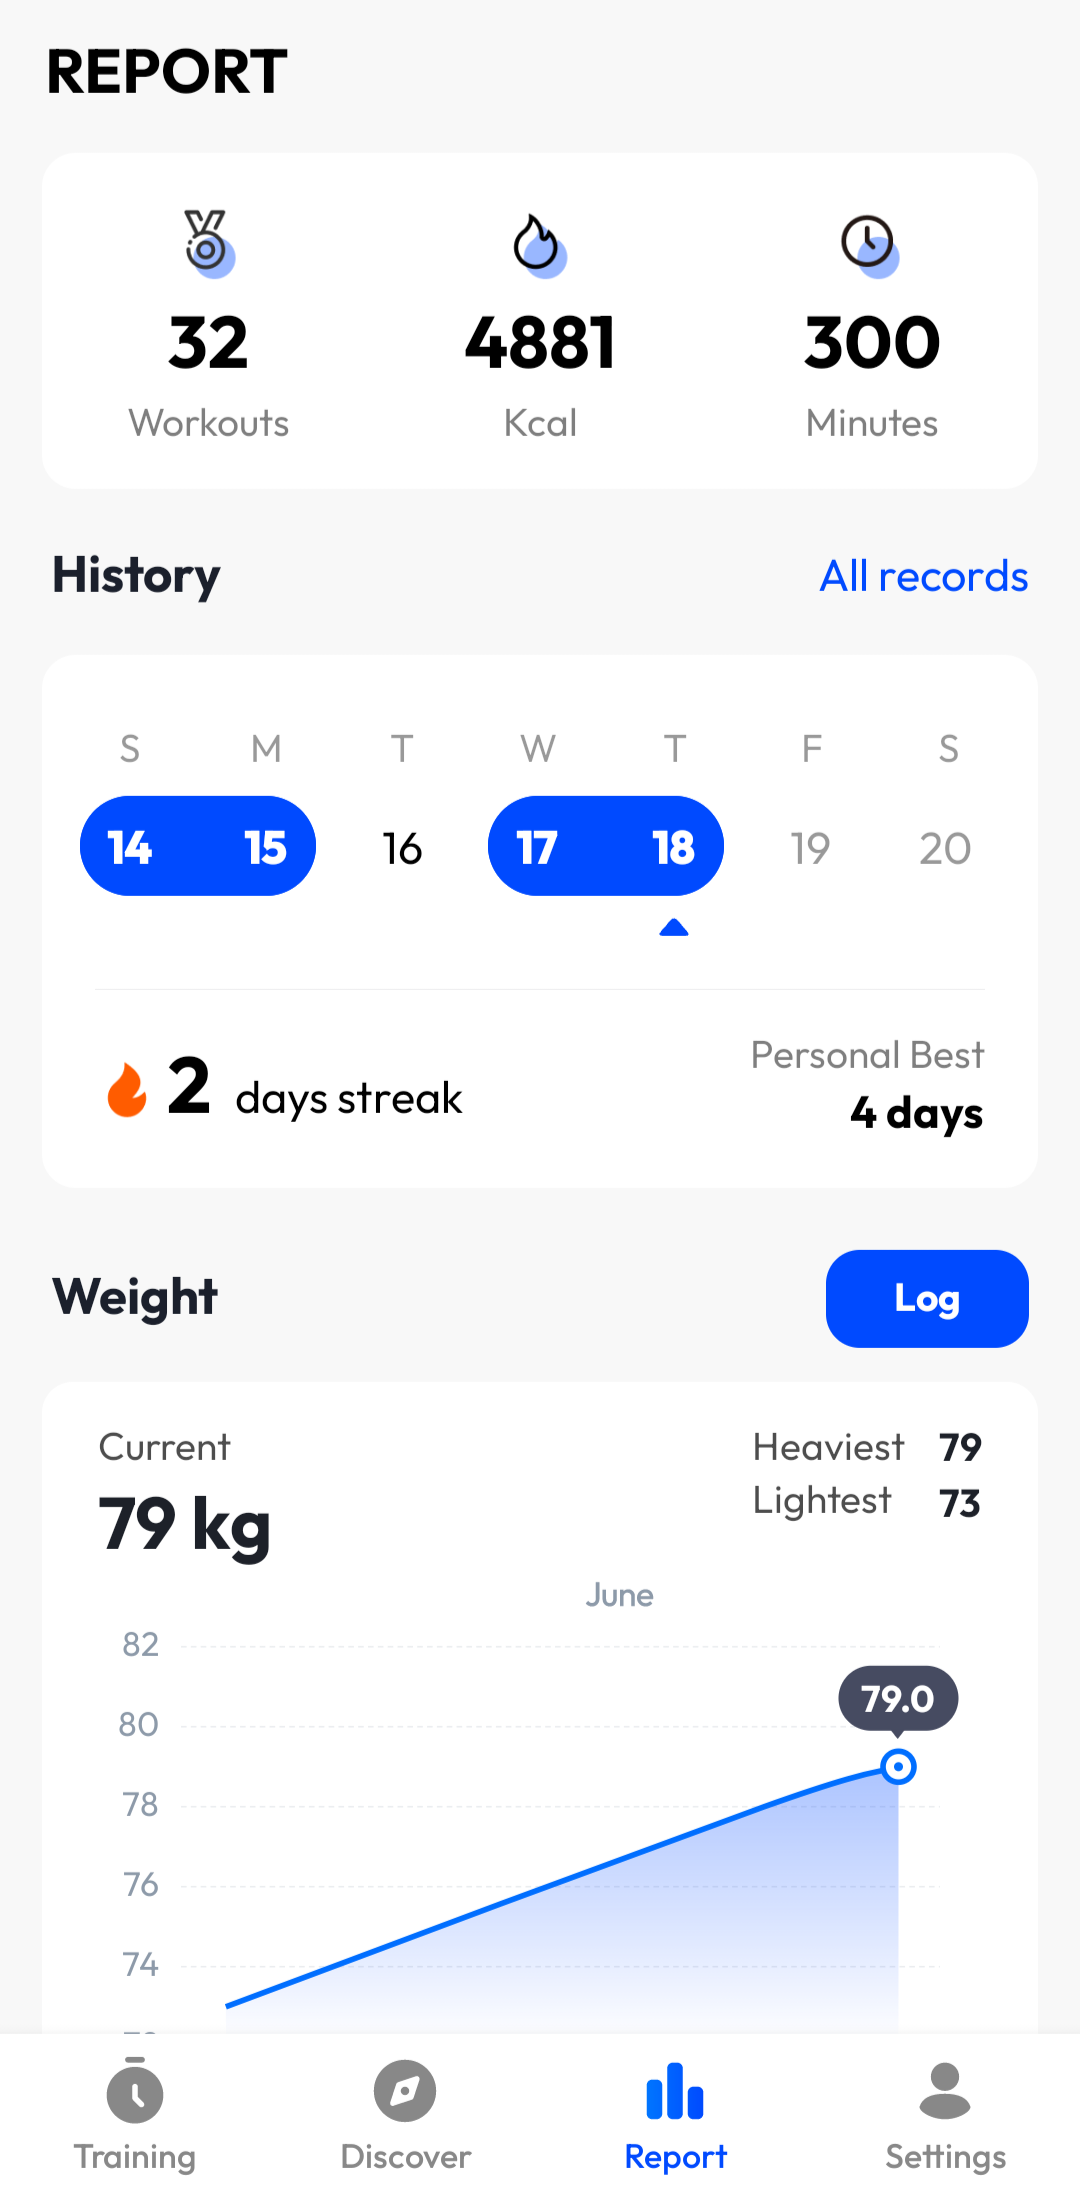 REPORT
32 4881 300
Workouts Kcal Minutes
History All records
S M T W T F S
14 15 16 17 18 19 20
2 days streak
Personal Best
4 days
Weight Log
Current
79 kg
Heaviest 79
Lightest 73
June
82
79.0
80
78
76
74
Training Discover Report Settings